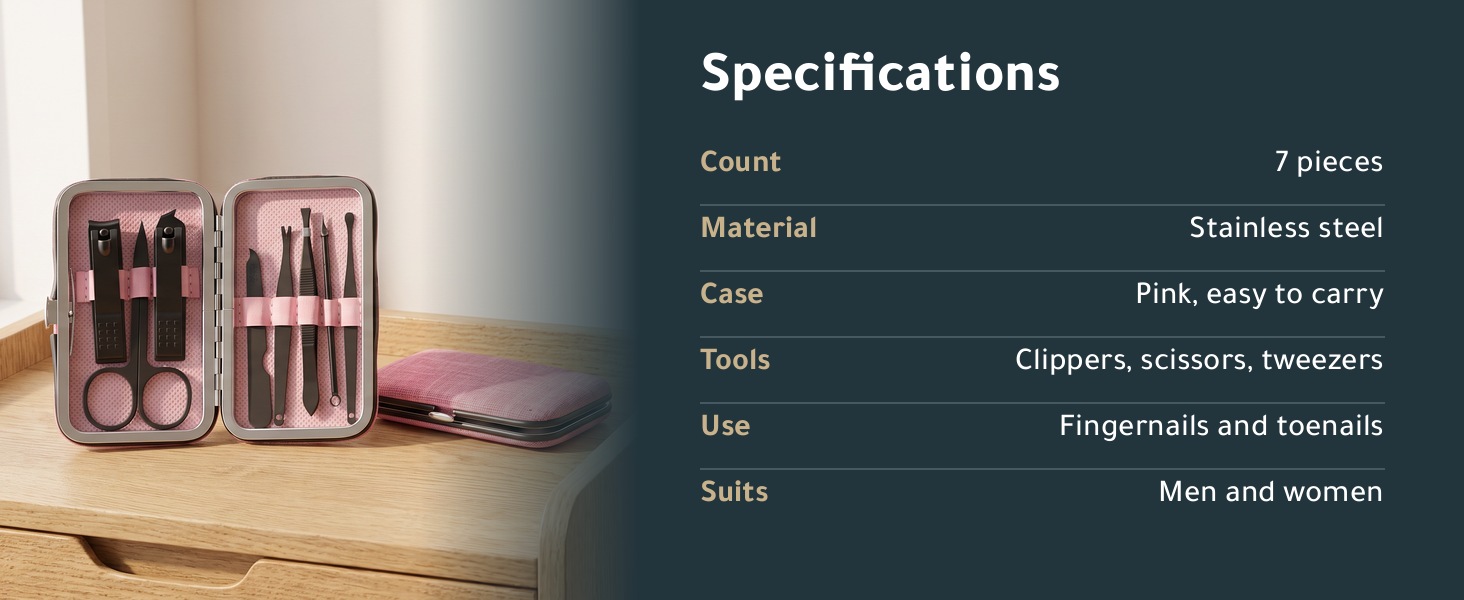 Specifications
Count 7 pieces
Material Stainless steel
Case Pink, easy to carry
Tools Clippers, scissors, tweezers
Use Fingernails and toenails
Suits Men and women